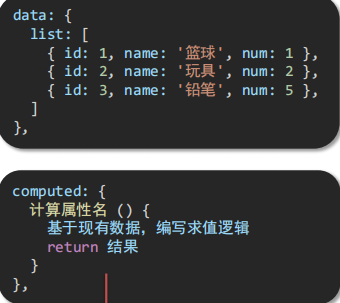 data: {
list: [
{ id: 1, name: '篮球', num: 1 },
{ id: 2, name: '玩具', num: 2 },
{ id: 3, name: '铅笔', num: 5 },
]
},
computed: {
计算属性名 () {
基于现有数据，编写求值逻辑
return 结果
}
},